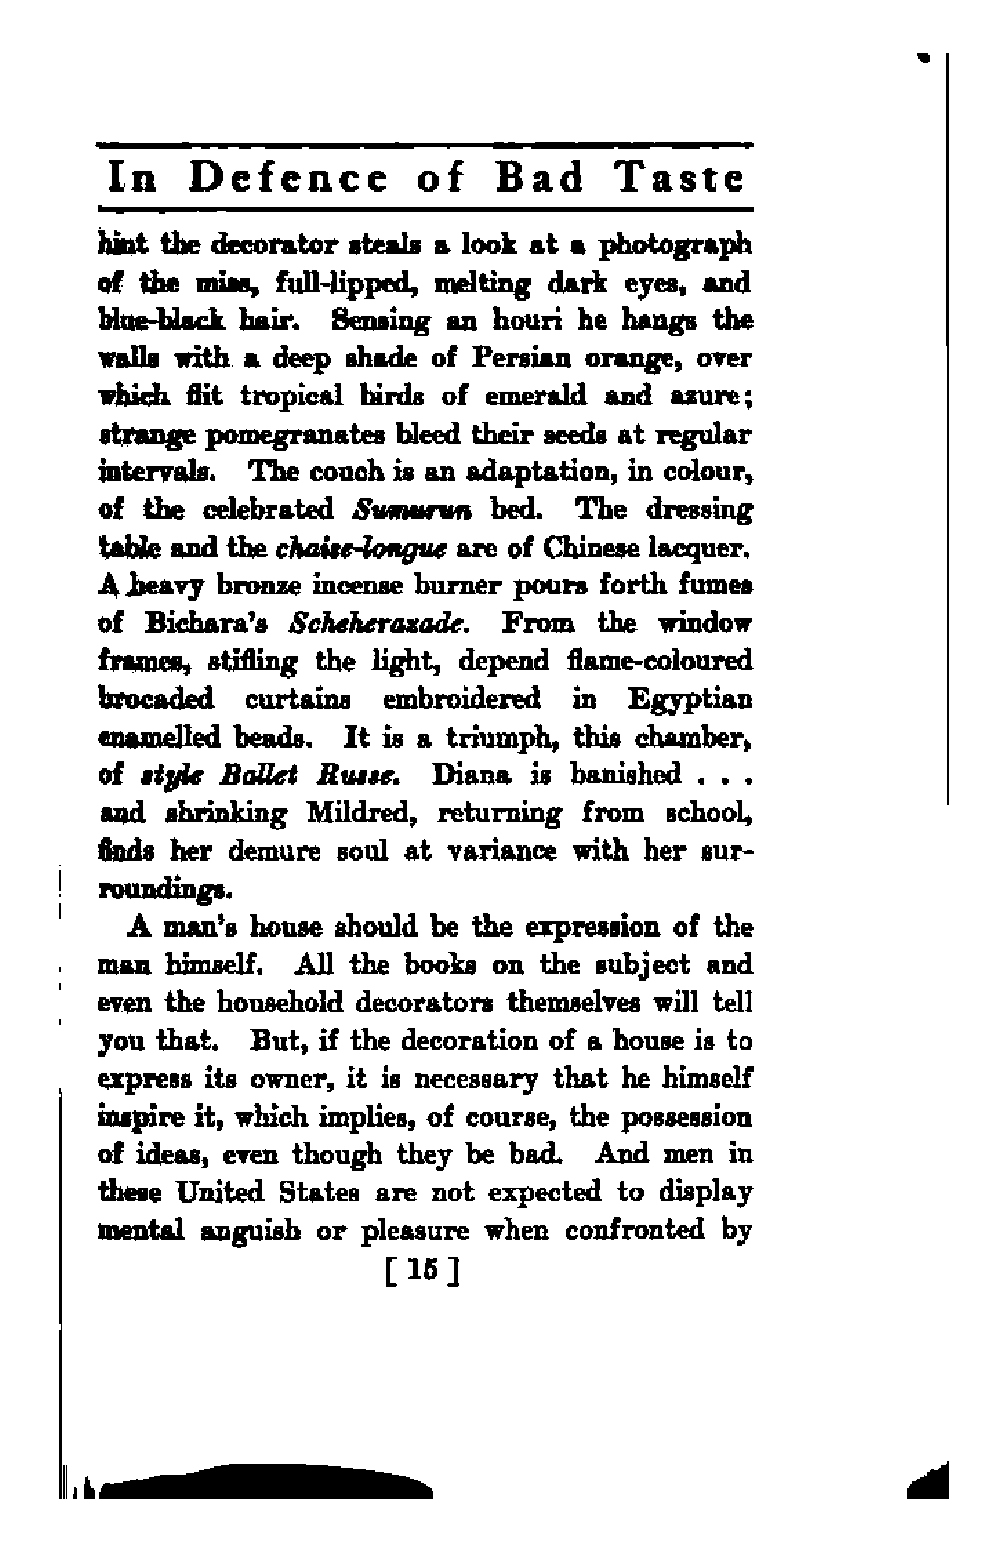 In Defence of Bad Taste
hint the decorator steals a look at a photograph
of the miss, full-lipped, melting dark eyes, and
blue-black hair. Sensing an houri he hangs the
walls with a deep shade of Persian orange, over
which flit tropical birds of emerald and azure;
strange pomegranates bleed their seeds at regular
intervals. The couch is an adaptation, in colour,
of the celebrated Sumurun bed. The dressing
table and the chaise-longue are of Chinese lacquer.
A heavy bronze incense burner pours forth fumes
of Bichara's Scheherazade. From the window
frames, stifling the light, depend flame-coloured
brocaded curtains embroidered in Egyptian
enamelled beads. It is a triumph, this chamber,
of style Ballet Russe. Diana is banished . . .
and shrinking Mildred, returning from school,
finds her demure soul at variance with her sur-
roundings.
A man's house should be the expression of the
man himself. All the books on the subject and
even the household decorators themselves will tell
you that. But, if the decoration of a house is to
express its owner, it is necessary that he himself
inspire it, which implies, of course, the possession
of ideas, even though they be bad. And men in
these United States are not expected to display
mental anguish or pleasure when confronted by
[ 15 ]